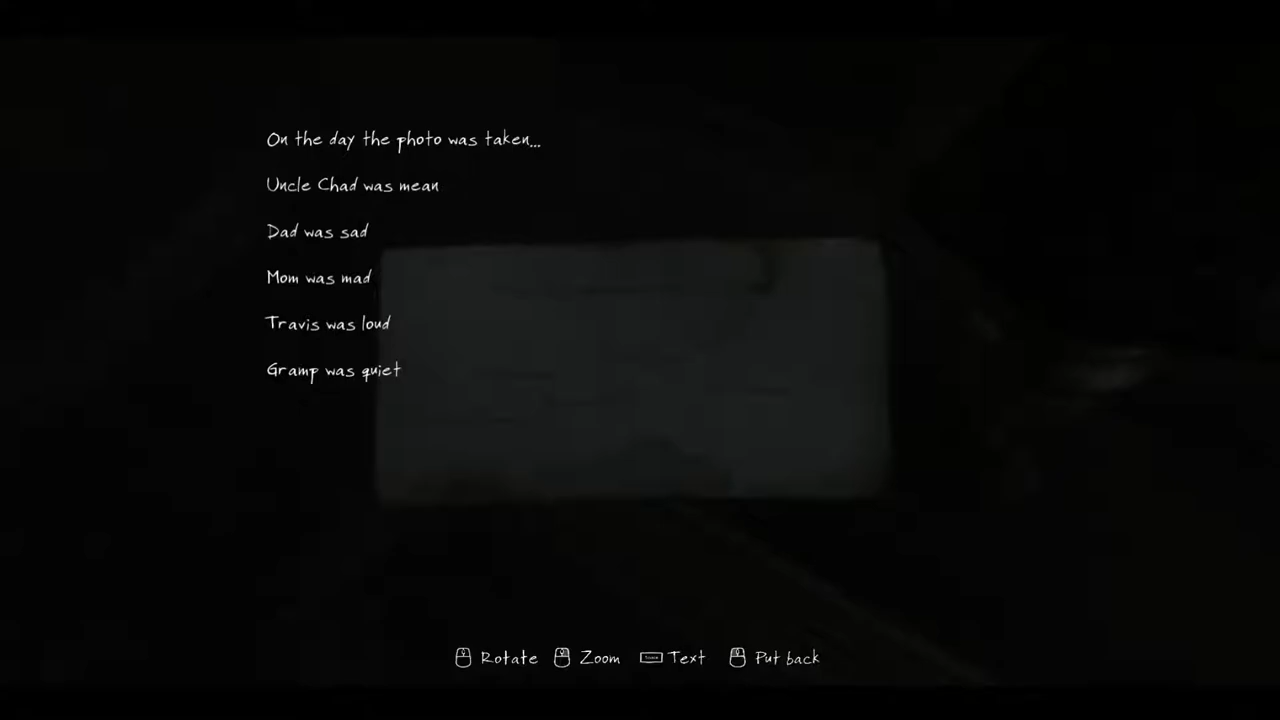 On the day the photo was taken...
Uncle Chad was mean
Dad was sad
Mom was mad
Travis was loud
Gramp was quiet
Rotate Zoom Text Put back